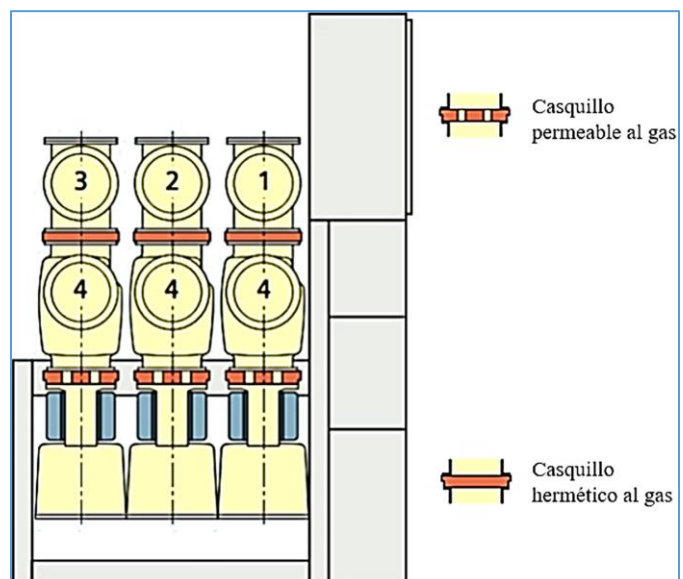 Casquillo
permeable al gas
3 2 1
4 4 4
Casquillo
hermético al gas